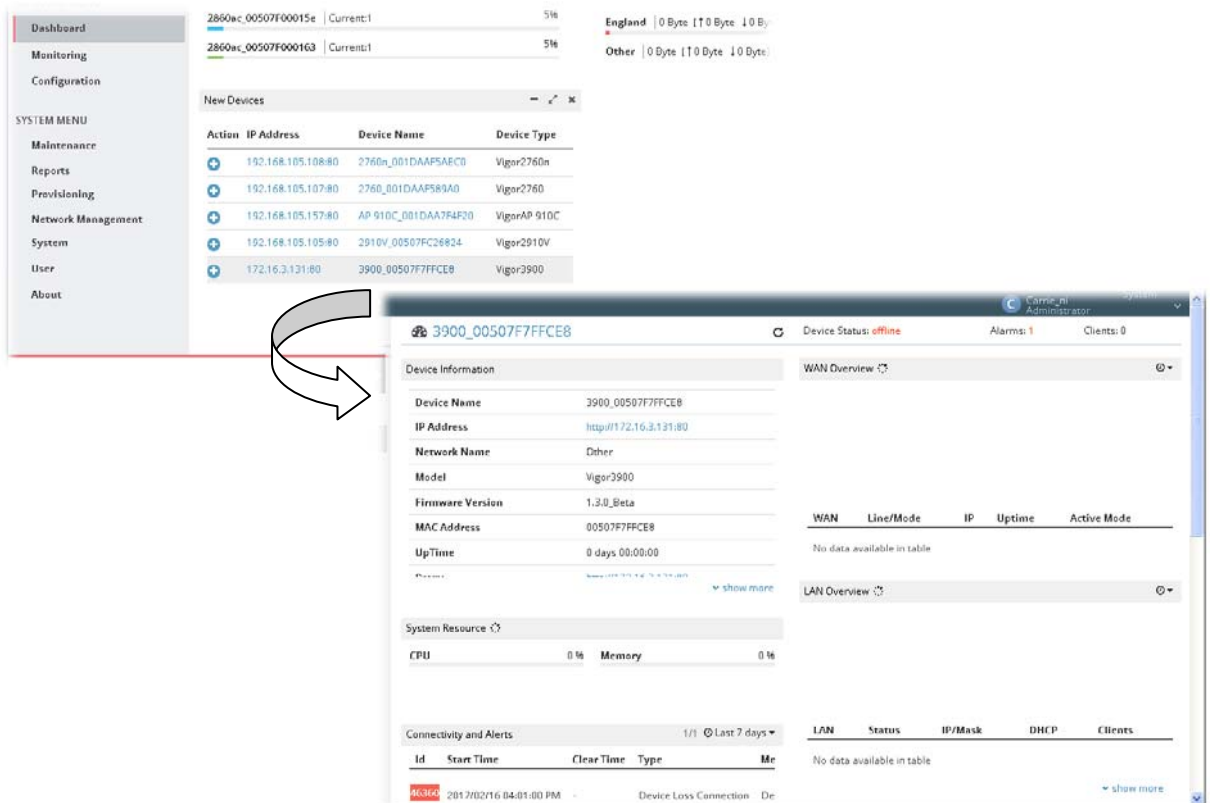 Dashboard
Monitoring
Configuration
SYSTEM MENU
Maintenance
Reports
Provisioning
Network Management
System
User
About
2860ac_00507F00015e Current:1 5%
2860ac_00507F000163 Current:1 5%
England 0 Byte [↑0 Byte ↓0 By
Other 0 Byte [↑0 Byte ↓0 Byte
New Devices
Action IP Address Device Name Device Type
192.168.105.108:80 2760n_001DAAF5AEC0 Vigor2760n
192.168.105.107:80 2760_001DAAF589A0 Vigor2760
192.168.105.157:80 AP 910C_001DAA7F4F20 VigorAP 910C
192.168.105.105:80 2910V_00507FC26824 Vigor2910V
172.16.3.131:80 3900_00507F7FFCE8 Vigor3900
C Carrie_ni
Administrator
3900_00507F7FFCE8
Device Status: offline Alarms: 1 Clients: 0
Device Information
Device Name 3900_00507F7FFCE8
IP Address http://172.16.3.131:80
Network Name Other
Model Vigor3900
Firmware Version 1.3.0_Beta
MAC Address 00507F7FFCE8
UpTime 0 days 00:00:00
show more
System Resource
CPU 0 % Memory 0 %
Connectivity and Alerts 1/1 Last 7 days
Id Start Time Clear Time Type Me
46360 2017/02/16 04:01:00 PM - Device Loss Connection De
WAN Overview
WAN Line/Mode IP Uptime Active Mode
No data available in table
LAN Overview
LAN Status IP/Mask DHCP Clients
No data available in table
show more